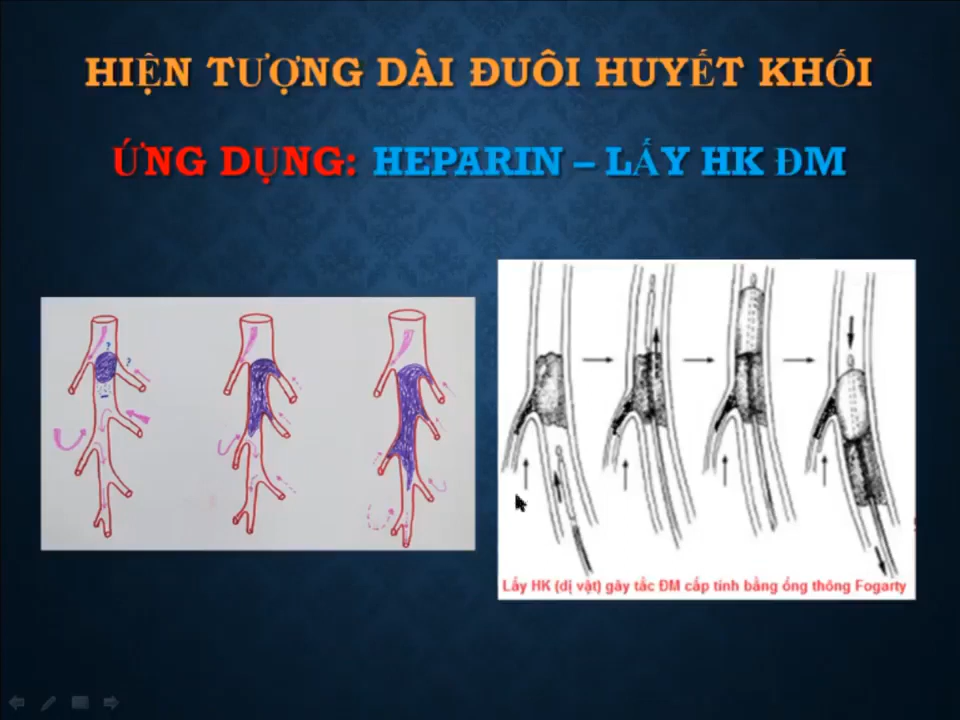 HIỆN TƯỢNG DÀI ĐUÔI HUYẾT KHỐI
ỨNG DỤNG: HEPARIN – LẤY HK ĐM
?
?
Lấy HK (dị vật) gây tắc ĐM cấp tính bằng ống thông Fogarty